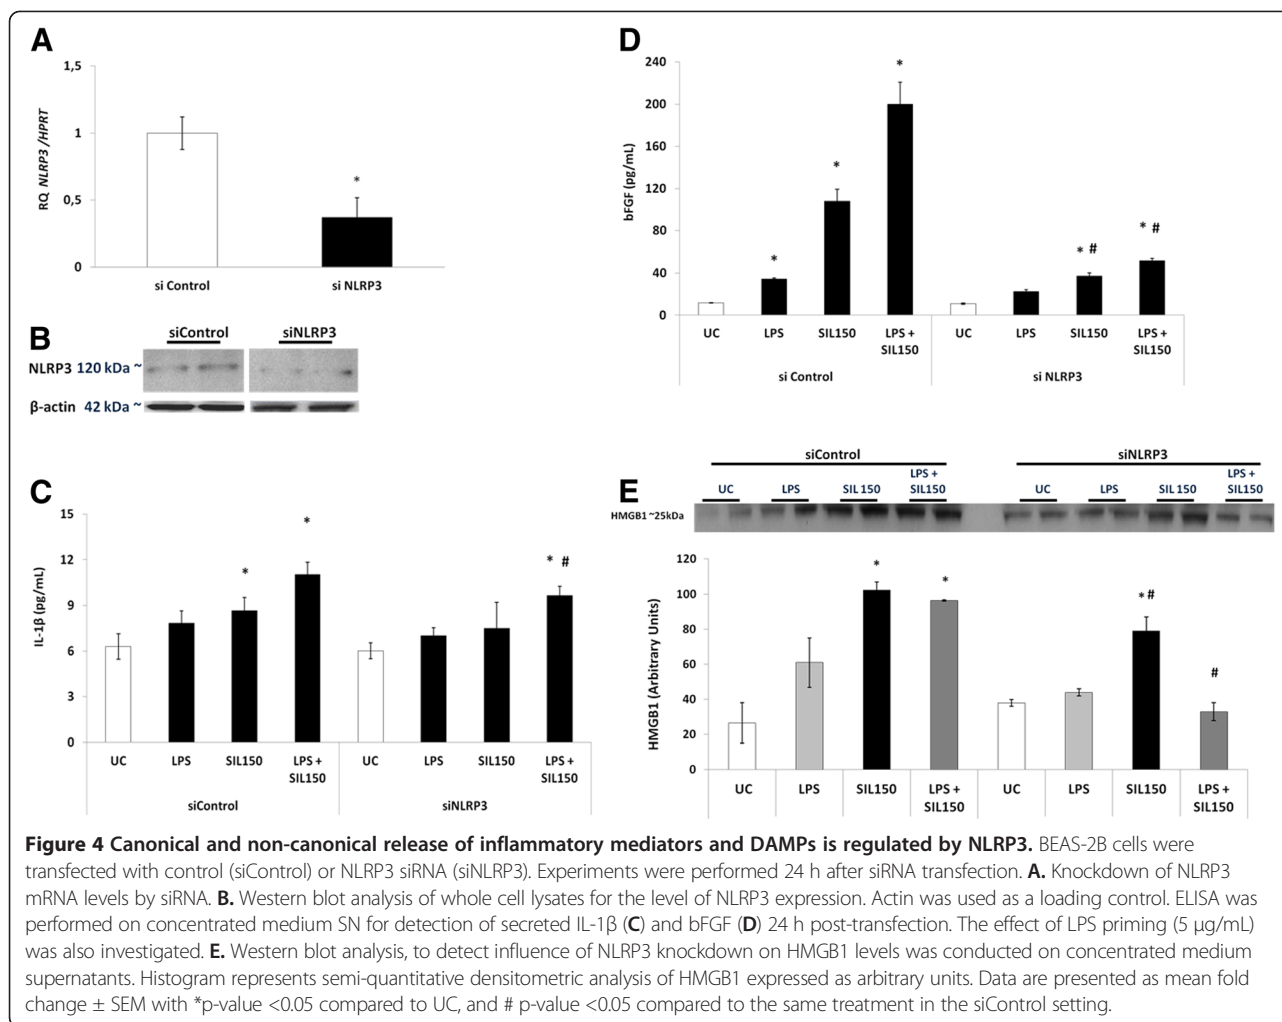 A
1,5
1
0,5
0
RQ NLRP3/HPRT
*
si Control
si NLRP3
B
siControl
siNLRP3
NLRP3 120 kDa ~
β-actin 42 kDa ~
C
15
12
9
6
3
0
IL-1β (pg/mL)
*
*
* #
UC LPS SIL150 LPS + SIL150 UC LPS SIL150 LPS + SIL150
siControl
siNLRP3
D
240
200
160
120
80
40
0
bFGF (pg/mL)
*
*
*
* #
* #
UC LPS SIL150 LPS + SIL150 UC LPS SIL150 LPS + SIL150
si Control
si NLRP3
E
siControl
siNLRP3
UC LPS SIL 150 LPS + SIL150 UC LPS SIL 150 LPS + SIL150
HMGB1 ~25kDa
120
100
80
60
40
20
0
HMGB1 (Arbitrary Units)
*
*
* #
#
UC LPS SIL150 LPS + SIL150 UC LPS SIL150 LPS + SIL150
Figure 4 Canonical and non-canonical release of inflammatory mediators and DAMPs is regulated by NLRP3. BEAS-2B cells were
transfected with control (siControl) or NLRP3 siRNA (siNLRP3). Experiments were performed 24 h after siRNA transfection. A. Knockdown of NLRP3
mRNA levels by siRNA. B. Western blot analysis of whole cell lysates for the level of NLRP3 expression. Actin was used as a loading control. ELISA was
performed on concentrated medium SN for detection of secreted IL-1β (C) and bFGF (D) 24 h post-transfection. The effect of LPS priming (5 μg/mL)
was also investigated. E. Western blot analysis, to detect influence of NLRP3 knockdown on HMGB1 levels was conducted on concentrated medium
supernatants. Histogram represents semi-quantitative densitometric analysis of HMGB1 expressed as arbitrary units. Data are presented as mean fold
change ± SEM with *p-value <0.05 compared to UC, and # p-value <0.05 compared to the same treatment in the siControl setting.